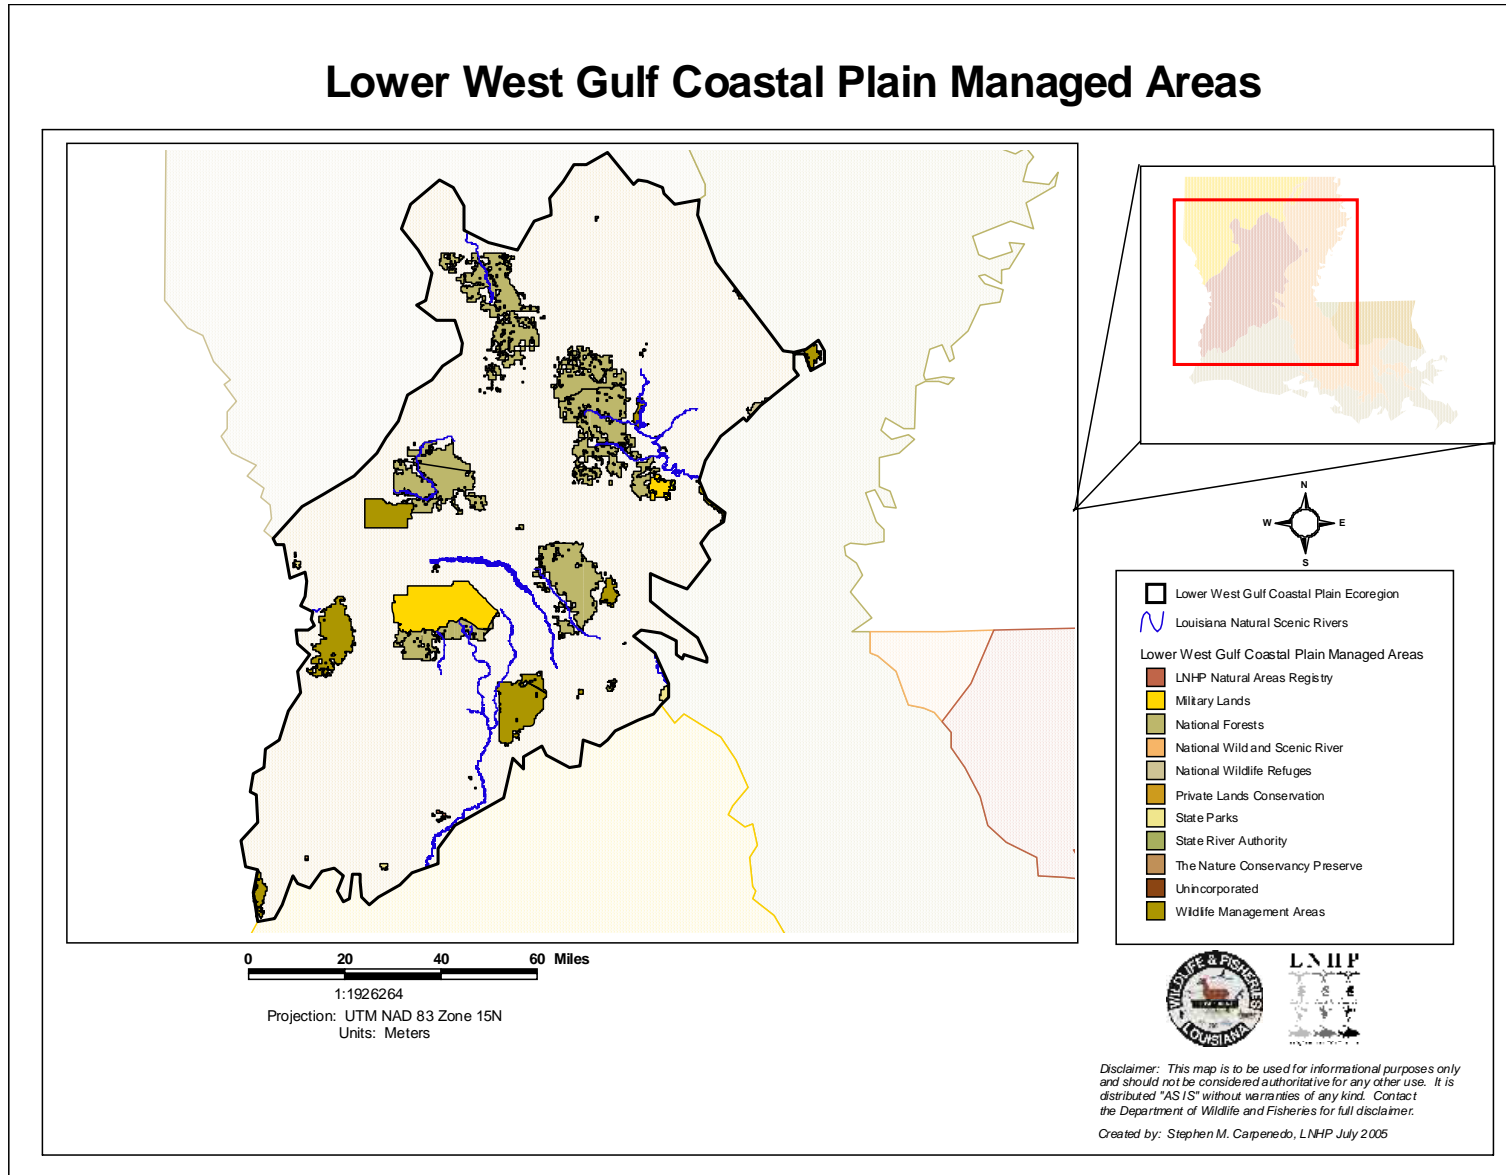 Lower West Gulf Coastal Plain Managed Areas
N
W E
S
Lower West Gulf Coastal Plain Ecoregion
Louisiana Natural Scenic Rivers
Lower West Gulf Coastal Plain Managed Areas
LNHP Natural Areas Registry
Military Lands
National Forests
National Wild and Scenic River
National Wildlife Refuges
Private Lands Conservation
State Parks
State River Authority
The Nature Conservancy Preserve
Unincorporated
Wildlife Management Areas
0 20 40 60 Miles
1:1926264
Projection: UTM NAD 83 Zone 15N
Units: Meters
WILDLIFE & FISHERIES
LOUISIANA
LNHP
Disclaimer: This map is to be used for informational purposes only
and should not be considered authoritative for any other use. It is
distributed "AS IS" without warranties of any kind. Contact
the Department of Wildlife and Fisheries for full disclaimer.
Created by: Stephen M. Carpenedo, LNHP July 2005